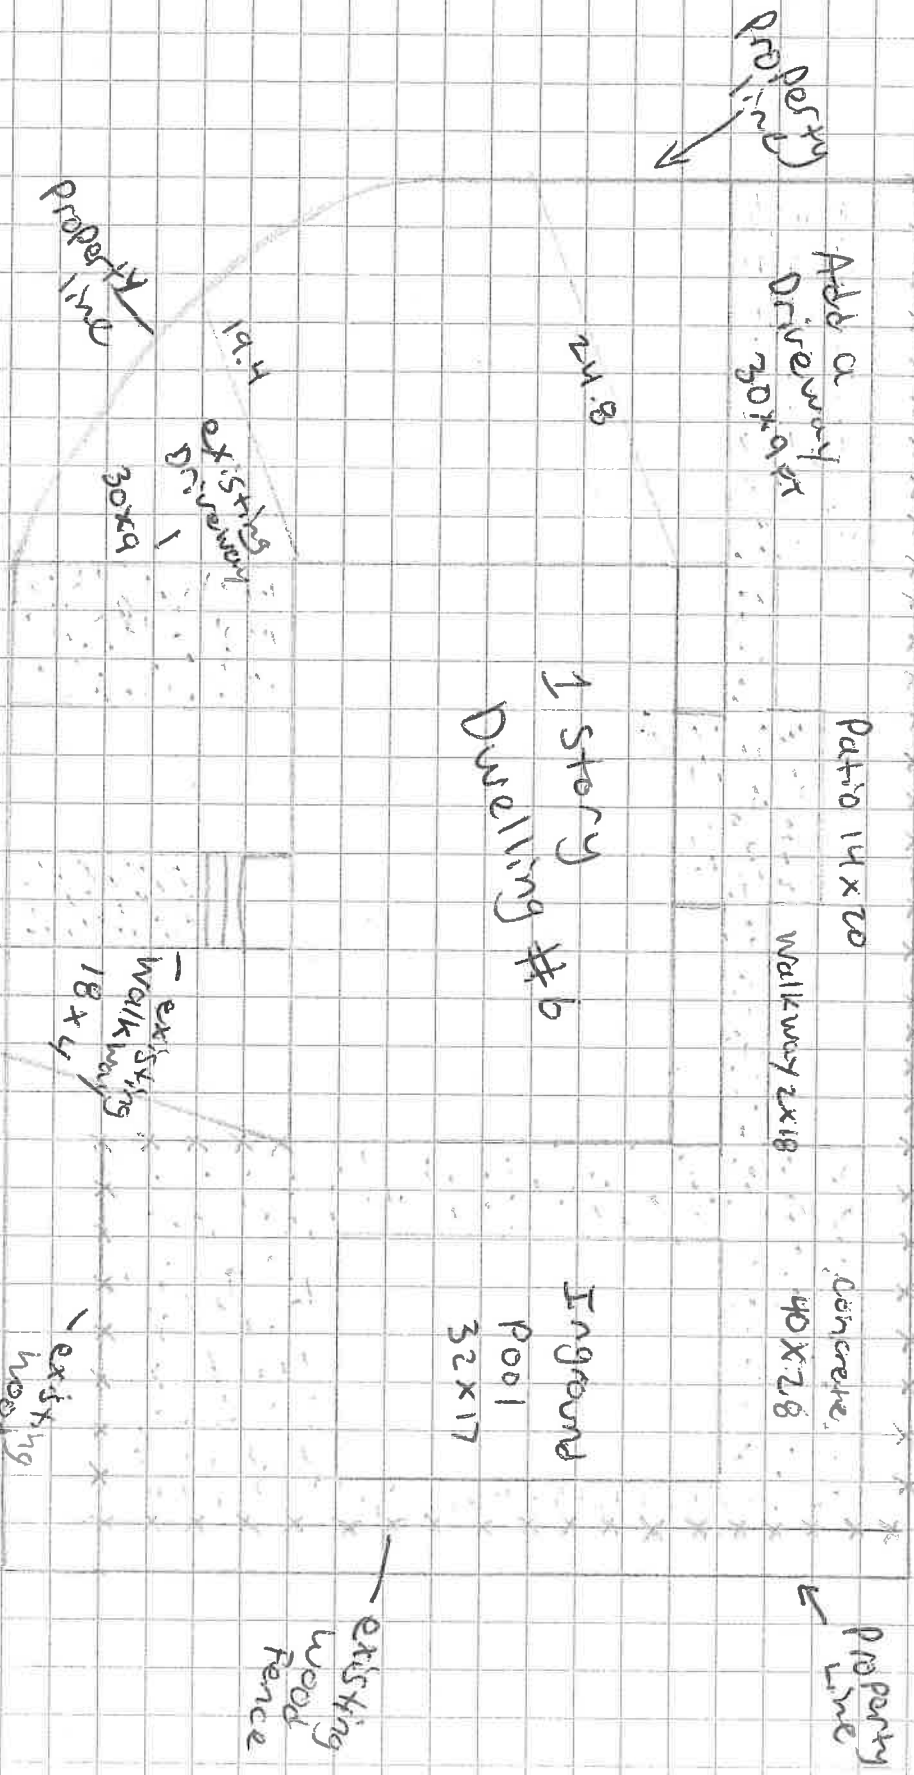 Property
line
Add a
Driveway
30x9 FT
Patio 14x20
walkway 2x18
concrete
40x28
Property
Line
24.8
1 Story
Dwelling #6
Inground
Pool
32x17
existing
wood
Fence
Property
line
19.4
existing
Driveway
30x9
existing
walkway
18x4
existing